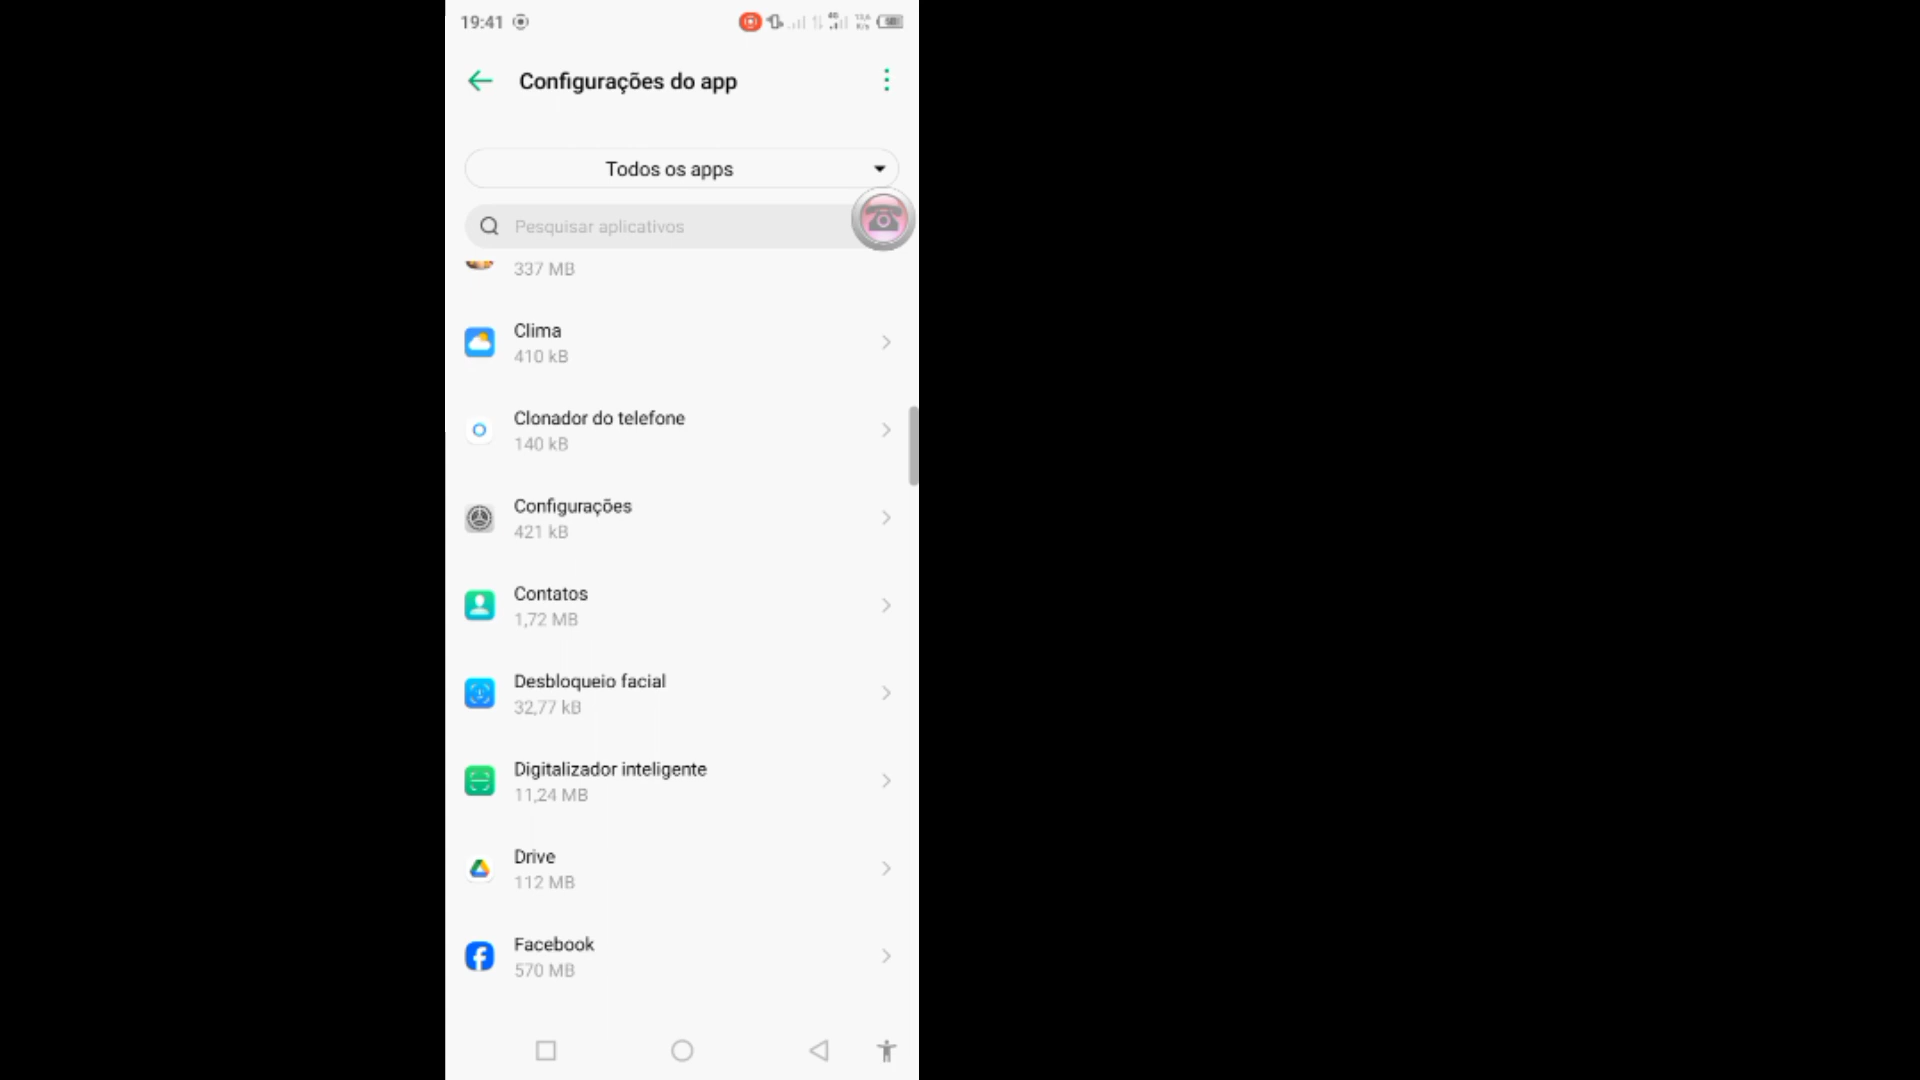 19:41
Configurações do app
Todos os apps
Pesquisar aplicativos
337 MB
Clima
410 kB
Clonador do telefone
140 kB
Configurações
421 kB
Contatos
1,72 MB
Desbloqueio facial
32,77 kB
Digitalizador inteligente
11,24 MB
Drive
112 MB
Facebook
570 MB